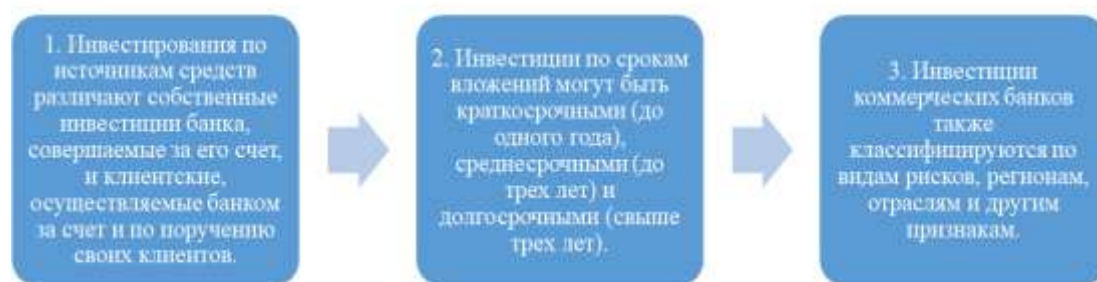 1. Инвестирования по
источникам средств
различают собственные
инвестиции банка,
совершаемые за его счет,
и клиентские,
осуществляемые банком
за счет и по поручению
своих клиентов.
2. Инвестиции по срокам
вложений могут быть
краткосрочными (до
одного года),
среднесрочными (до
трех лет) и
долгосрочными (свыше
трех лет).
3. Инвестиции
коммерческих банков
также
классифицируются по
видам рисков, регионам,
отраслям и другим
признакам.